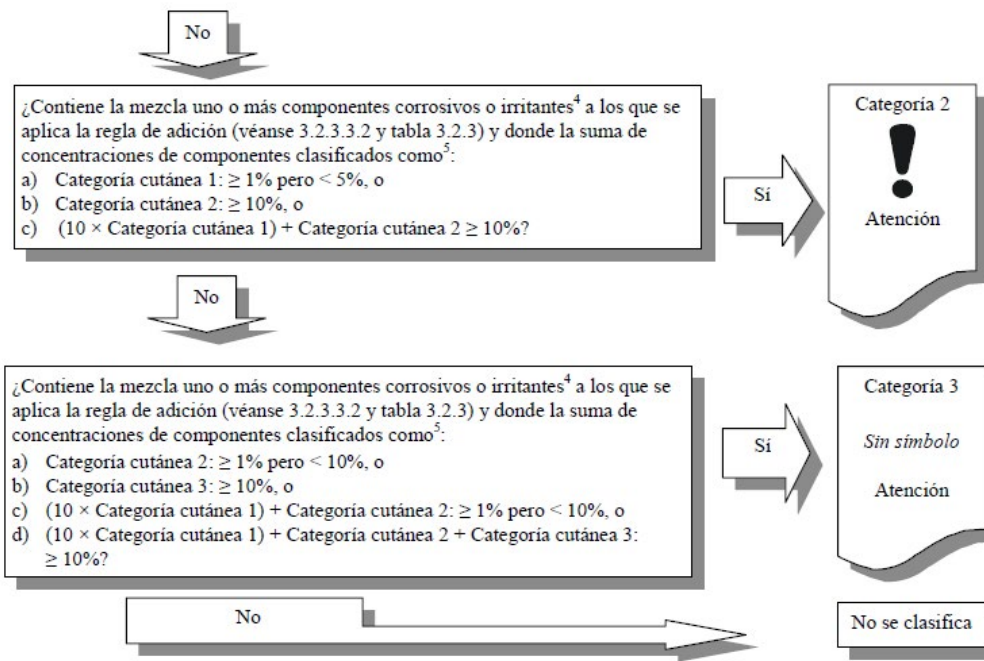 No
¿Contiene la mezcla uno o más componentes corrosivos o irritantes⁴ a los que se
aplica la regla de adición (véanse 3.2.3.3.2 y tabla 3.2.3) y donde la suma de
concentraciones de componentes clasificados como⁵:
a) Categoría cutánea 1: ≥ 1% pero < 5%, o
b) Categoría cutánea 2: ≥ 10%, o
c) (10 × Categoría cutánea 1) + Categoría cutánea 2 ≥ 10%?
Sí
Categoría 2
Atención
No
¿Contiene la mezcla uno o más componentes corrosivos o irritantes⁴ a los que se
aplica la regla de adición (véanse 3.2.3.3.2 y tabla 3.2.3) y donde la suma de
concentraciones de componentes clasificados como⁵:
a) Categoría cutánea 2: ≥ 1% pero < 10%, o
b) Categoría cutánea 3: ≥ 10%, o
c) (10 × Categoría cutánea 1) + Categoría cutánea 2: ≥ 1% pero < 10%, o
d) (10 × Categoría cutánea 1) + Categoría cutánea 2 + Categoría cutánea 3:
≥ 10%?
Sí
Categoría 3
Sin símbolo
Atención
No
No se clasifica